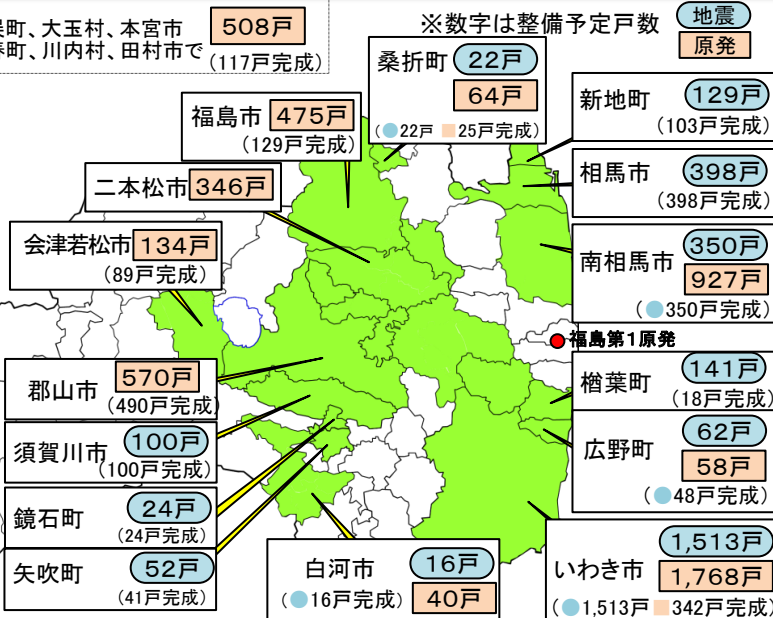 町、大玉村、本宮市
町、川内村、田村市で
508戸
(117戸完成)
※数字は整備予定戸数
地震
原発
桑折町 22戸
64戸
(●22戸 ■25戸完成)
福島市 475戸
(129戸完成)
二本松市 346戸
会津若松市 134戸
(89戸完成)
新地町 129戸
(103戸完成)
相馬市 398戸
(398戸完成)
南相馬市 350戸
927戸
(●350戸完成)
福島第1原発
楢葉町 141戸
(18戸完成)
広野町 62戸
58戸
(●48戸完成)
いわき市 1,513戸
1,768戸
(●1,513戸 ■342戸完成)
郡山市 570戸
(490戸完成)
須賀川市 100戸
(100戸完成)
鏡石町 24戸
(24戸完成)
矢吹町 52戸
(41戸完成)
白河市 16戸
(●16戸完成) 40戸